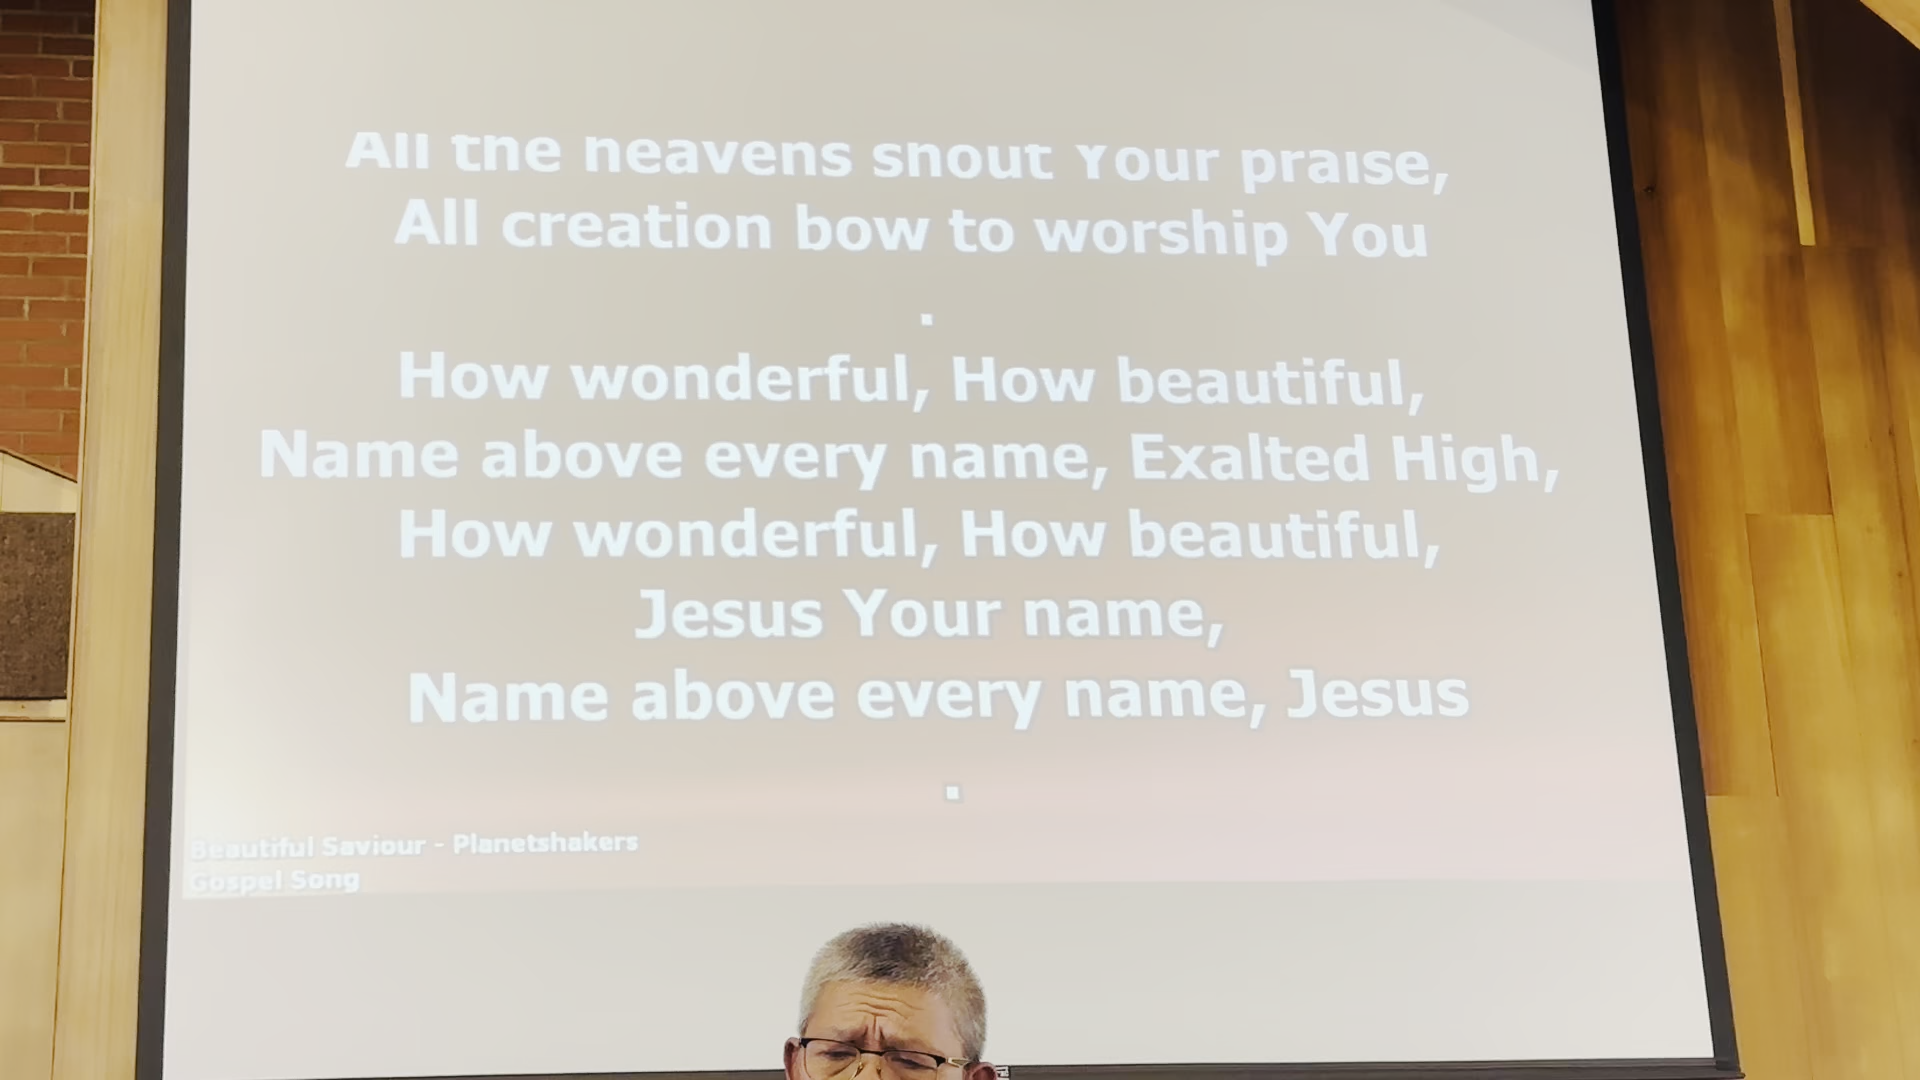 All the heavens shout Your praise,
All creation bow to worship You
.
How wonderful, How beautiful,
Name above every name, Exalted High,
How wonderful, How beautiful,
Jesus Your name,
Name above every name, Jesus
.
Beautiful Saviour - Planetshakers
Gospel Song